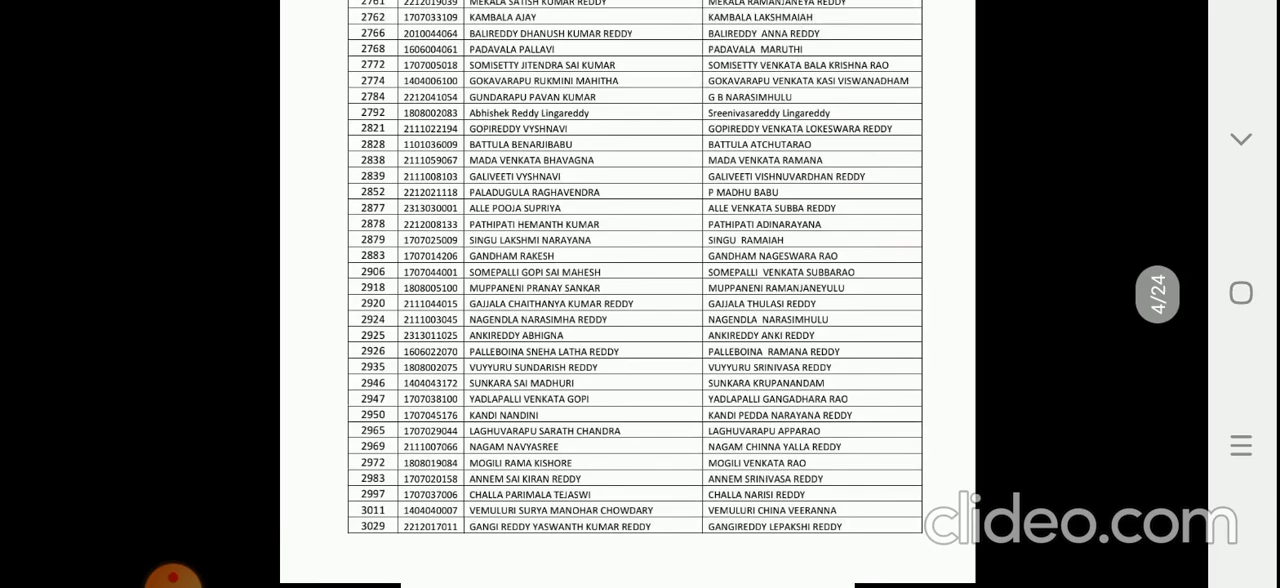 2761 2212019039 MEKALA SATISH KUMAR REDDY MEKALA RAMANJANEYA REDDY
2762 1707033109 KAMBALA AJAY KAMBALA LAKSHMAIAH
2766 2010044064 BALIREDDY DHANUSH KUMAR REDDY BALIREDDY ANNA REDDY
2768 1606004061 PADAVALA PALLAVI PADAVALA MARUTHI
2772 1707005018 SOMISETTY JITENDRA SAI KUMAR SOMISETTY VENKATA BALA KRISHNA RAO
2774 1404006100 GOKAVARAPU RUKMINI MAHITHA GOKAVARAPU VENKATA KASI VISWANADHAM
2784 2212041054 GUNDARAPU PAVAN KUMAR G B NARASIMHULU
2792 1808002083 Abhishek Reddy Lingareddy Sreenivasareddy Lingareddy
2821 2111022194 GOPIREDDY VYSHNAVI GOPIREDDY VENKATA LOKESWARA REDDY
2828 1101036009 BATTULA BENARJIBABU BATTULA ATCHUTARAO
2838 2111059067 MADA VENKATA BHAVAGNA MADA VENKATA RAMANA
2839 2111008103 GALIVEETI VYSHNAVI GALIVEETI VISHNUVARDHAN REDDY
2852 2212021118 PALADUGULA RAGHAVENDRA P MADHU BABU
2877 2313030001 ALLE POOJA SUPRIYA ALLE VENKATA SUBBA REDDY
2878 2212008133 PATHIPATI HEMANTH KUMAR PATHIPATI ADINARAYANA
2879 1707025009 SINGU LAKSHMI NARAYANA SINGU RAMAIAH
2883 1707014206 GANDHAM RAKESH GANDHAM NAGESWARA RAO
2906 1707044001 SOMEPALLI GOPI SAI MAHESH SOMEPALLI VENKATA SUBBARAO
2918 1808005100 MUPPANENI PRANAY SANKAR MUPPANENI RAMANJANEYULU
2920 2111044015 GAJJALA CHAITHANYA KUMAR REDDY GAJJALA THULASI REDDY
2924 2111003045 NAGENDLA NARASIMHA REDDY NAGENDLA NARASIMHULU
2925 2313011025 ANKIREDDY ABHIGNA ANKIREDDY ANKI REDDY
2926 1606022070 PALLEBOINA SNEHA LATHA REDDY PALLEBOINA RAMANA REDDY
2935 1808002075 VUYYURU SUNDARISH REDDY VUYYURU SRINIVASA REDDY
2946 1404043172 SUNKARA SAI MADHURI SUNKARA KRUPANANDAM
2947 1707038100 YADLAPALLI VENKATA GOPI YADLAPALLI GANGADHARA RAO
2950 1707045176 KANDI NANDINI KANDI PEDDA NARAYANA REDDY
2965 1707029044 LAGHUVARAPU SARATH CHANDRA LAGHUVARAPU APPARAO
2969 2111007066 NAGAM NAVYASREE NAGAM CHINNA YALLA REDDY
2972 1808019084 MOGILI RAMA KISHORE MOGILI VENKATA RAO
2983 1707020158 ANNEM SAI KIRAN REDDY ANNEM SRINIVASA REDDY
2997 1707037006 CHALLA PARIMALA TEJASWI CHALLA NARISI REDDY
3011 1404040007 VEMULURI SURYA MANOHAR CHOWDARY VEMULURI CHINA VEERANNA
3029 2212017011 GANGI REDDY YASWANTH KUMAR REDDY GANGIREDDY LEPAKSHI REDDY
4/24
clideo.com